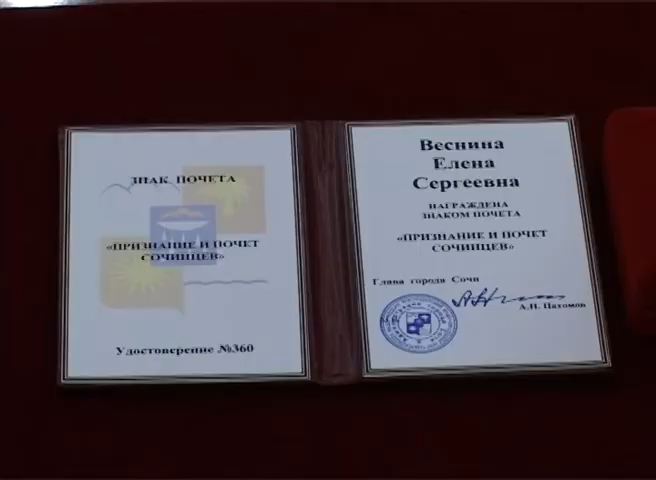 ЗНАК ПОЧЕТА
«ПРИЗНАНИЕ И ПОЧЕТ
СОЧИНЦЕВ»
Удостоверение №360
Веснина
Елена
Сергеевна
НАГРАЖДЕНА
ЗНАКОМ ПОЧЕТА
«ПРИЗНАНИЕ И ПОЧЕТ
СОЧИНЦЕВ»
Глава города Сочи
А.Н. Пахомов